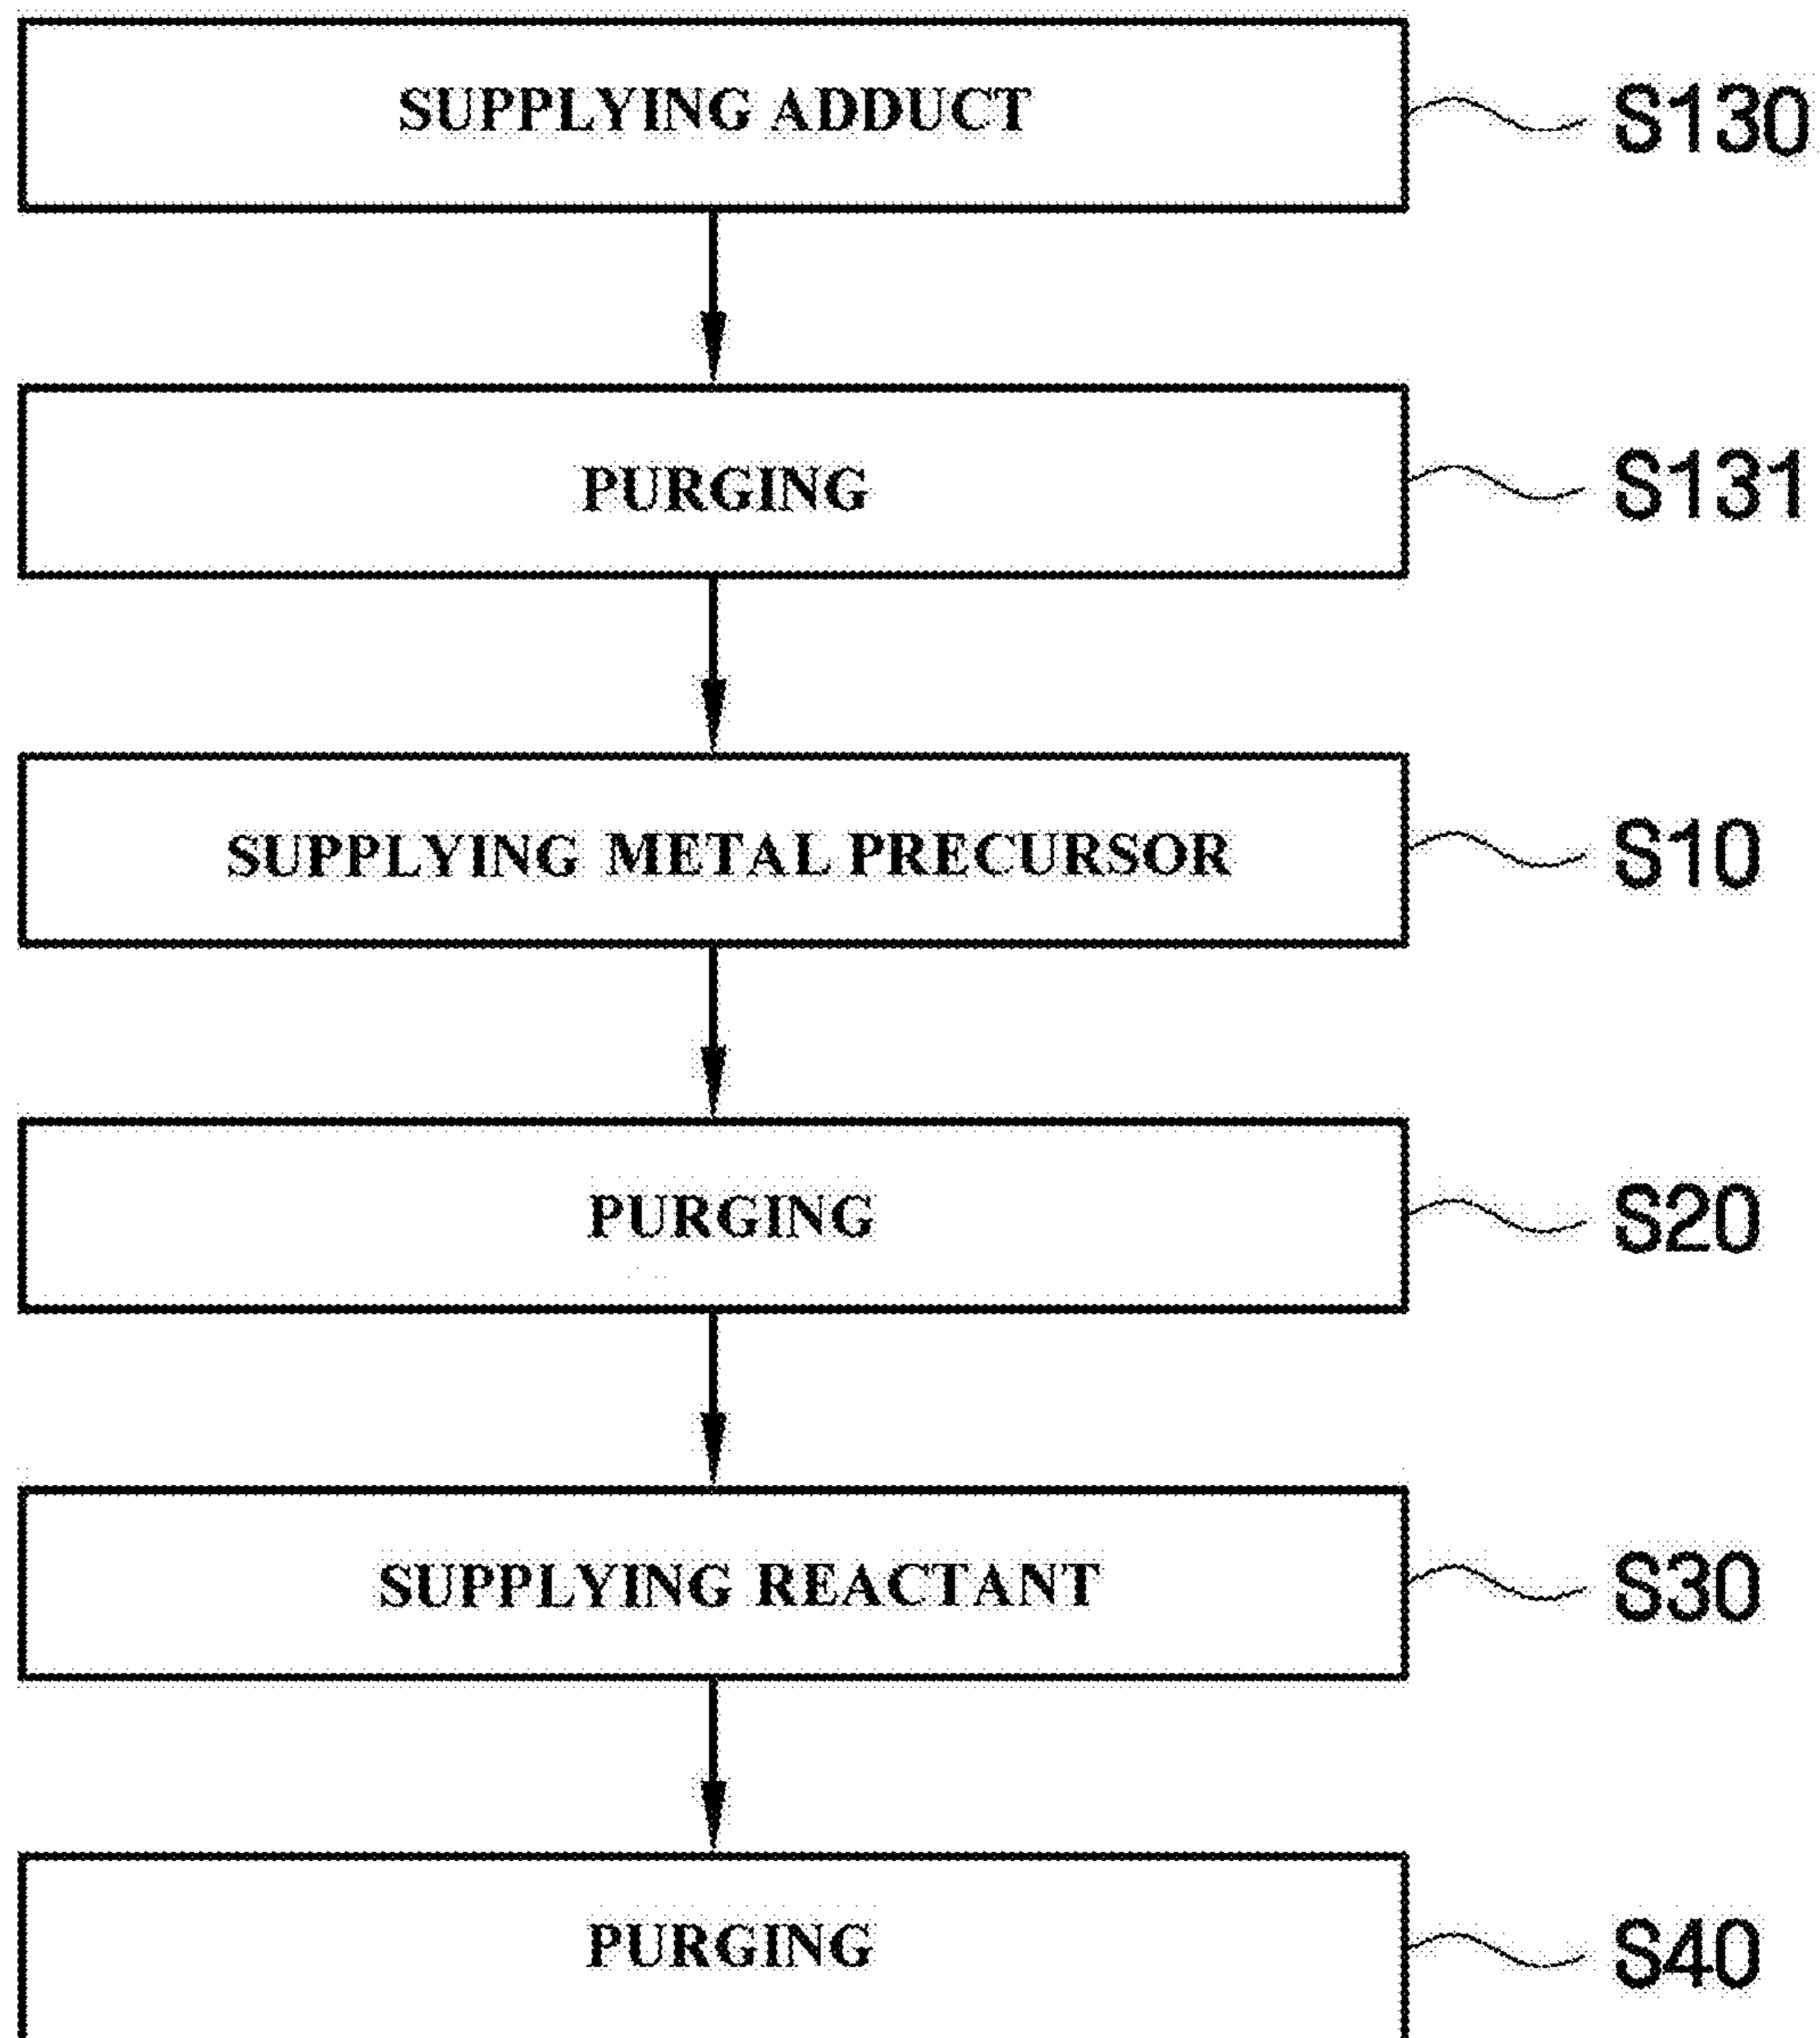 SUPPLYING ADDUCT S130
PURGING S131
SUPPLYING METAL PRECURSOR S10
PURGING S20
SUPPLYING REACTANT S30
PURGING S40